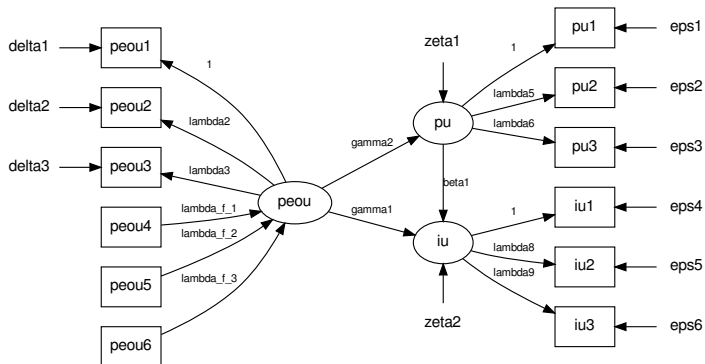 delta1
peou1
delta2
peou2
delta3
peou3
peou4
peou5
peou6
1
lambda2
lambda3
lambda_f_1
lambda_f_2
lambda_f_3
peou
gamma2
gamma1
zeta1
pu
beta1
iu
zeta2
1
lambda5
lambda6
1
lambda8
lambda9
pu1
eps1
pu2
eps2
pu3
eps3
iu1
eps4
iu2
eps5
iu3
eps6